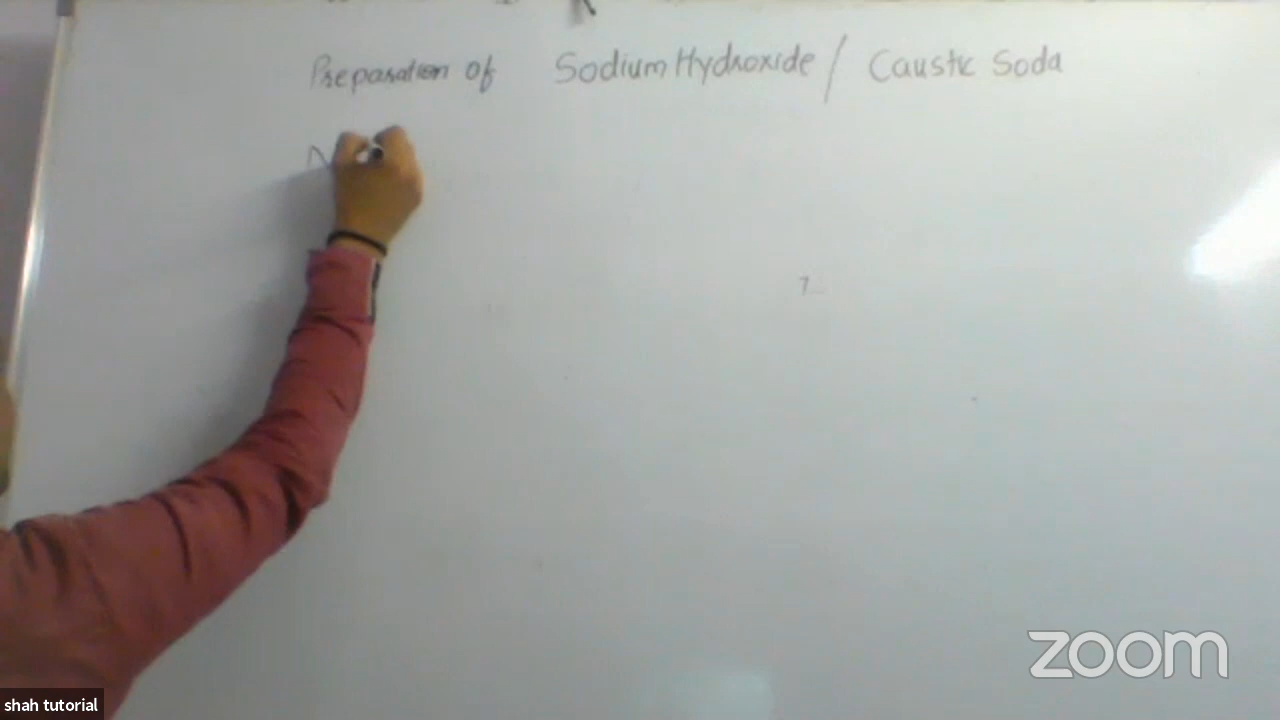 Preparation of Sodium Hydroxide / Caustic Soda
N
zoom
shah tutorial